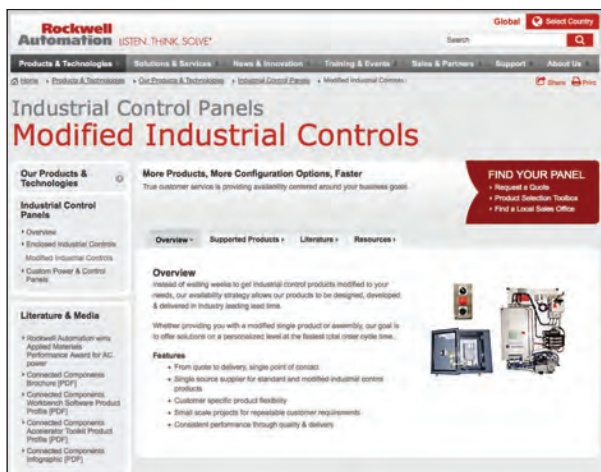 Rockwell
Automation LISTEN. THINK. SOLVE.®
Global Select Country
Search
Products & Technologies Solutions & Services News & Innovation Training & Events Sales & Partners Support About Us
Home Products & Technologies Our Products & Technologies Industrial Control Panels Modified Industrial Controls
Share Print
Industrial Control Panels
Modified Industrial Controls
Our Products &
Technologies
Industrial Control
Panels
Overview
Enclosed Industrial Controls
Modified Industrial Controls
Custom Power & Control
Panels
Literature & Media
Rockwell Automation wins
Applied Materials
Performance Award for AC
power
Connected Components
Brochure [PDF]
Connected Components
Workbench Software Product
Profile [PDF]
Connected Components
Accelerator Toolkit Product
Profile [PDF]
Connected Components
Infographic [PDF]
More Products, More Configuration Options, Faster
True customer service is providing availability centered around your business goals.
FIND YOUR PANEL
Request a Quote
Product Selection Toolbox
Find a Local Sales Office
Overview Supported Products Literature Resources
Overview
Instead of waiting weeks to get industrial control products modified to your
needs, our availability strategy allows our products to be designed, developed
& delivered in industry leading lead time.
Whether providing you with a modified single product or assembly, our goal is
to offer solutions on a personalized level at the fastest total order cycle time.
Features
From quote to delivery, single point of contact
Single source supplier for standard and modified industrial control
products
Customer specific product flexibility
Small scale projects for repeatable customer requirements
Consistent performance through quality & delivery